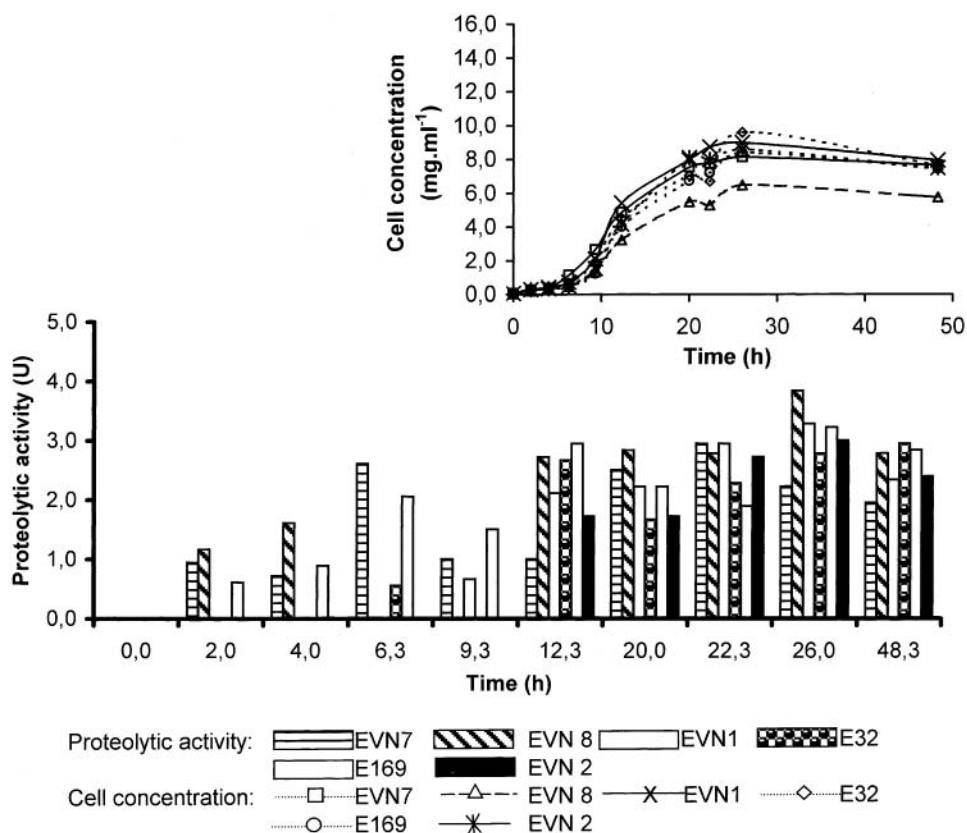 16,0
14,0
12,0
10,0
8,0
6,0
4,0
2,0
0,0
Cell concentration
(mg.ml⁻¹)
0 10 20 30 40 50
Time (h)
5,0
4,0
3,0
2,0
1,0
0,0
Proteolytic activity (U)
0,0 2,0 4,0 6,3 9,3 12,3 20,0 22,3 26,0 48,3
Time (h)
Proteolytic activity: EVN7 EVN 8 EVN1 E32
E169 EVN 2
Cell concentration: EVN7 EVN 8 EVN1 E32
E169 EVN 2